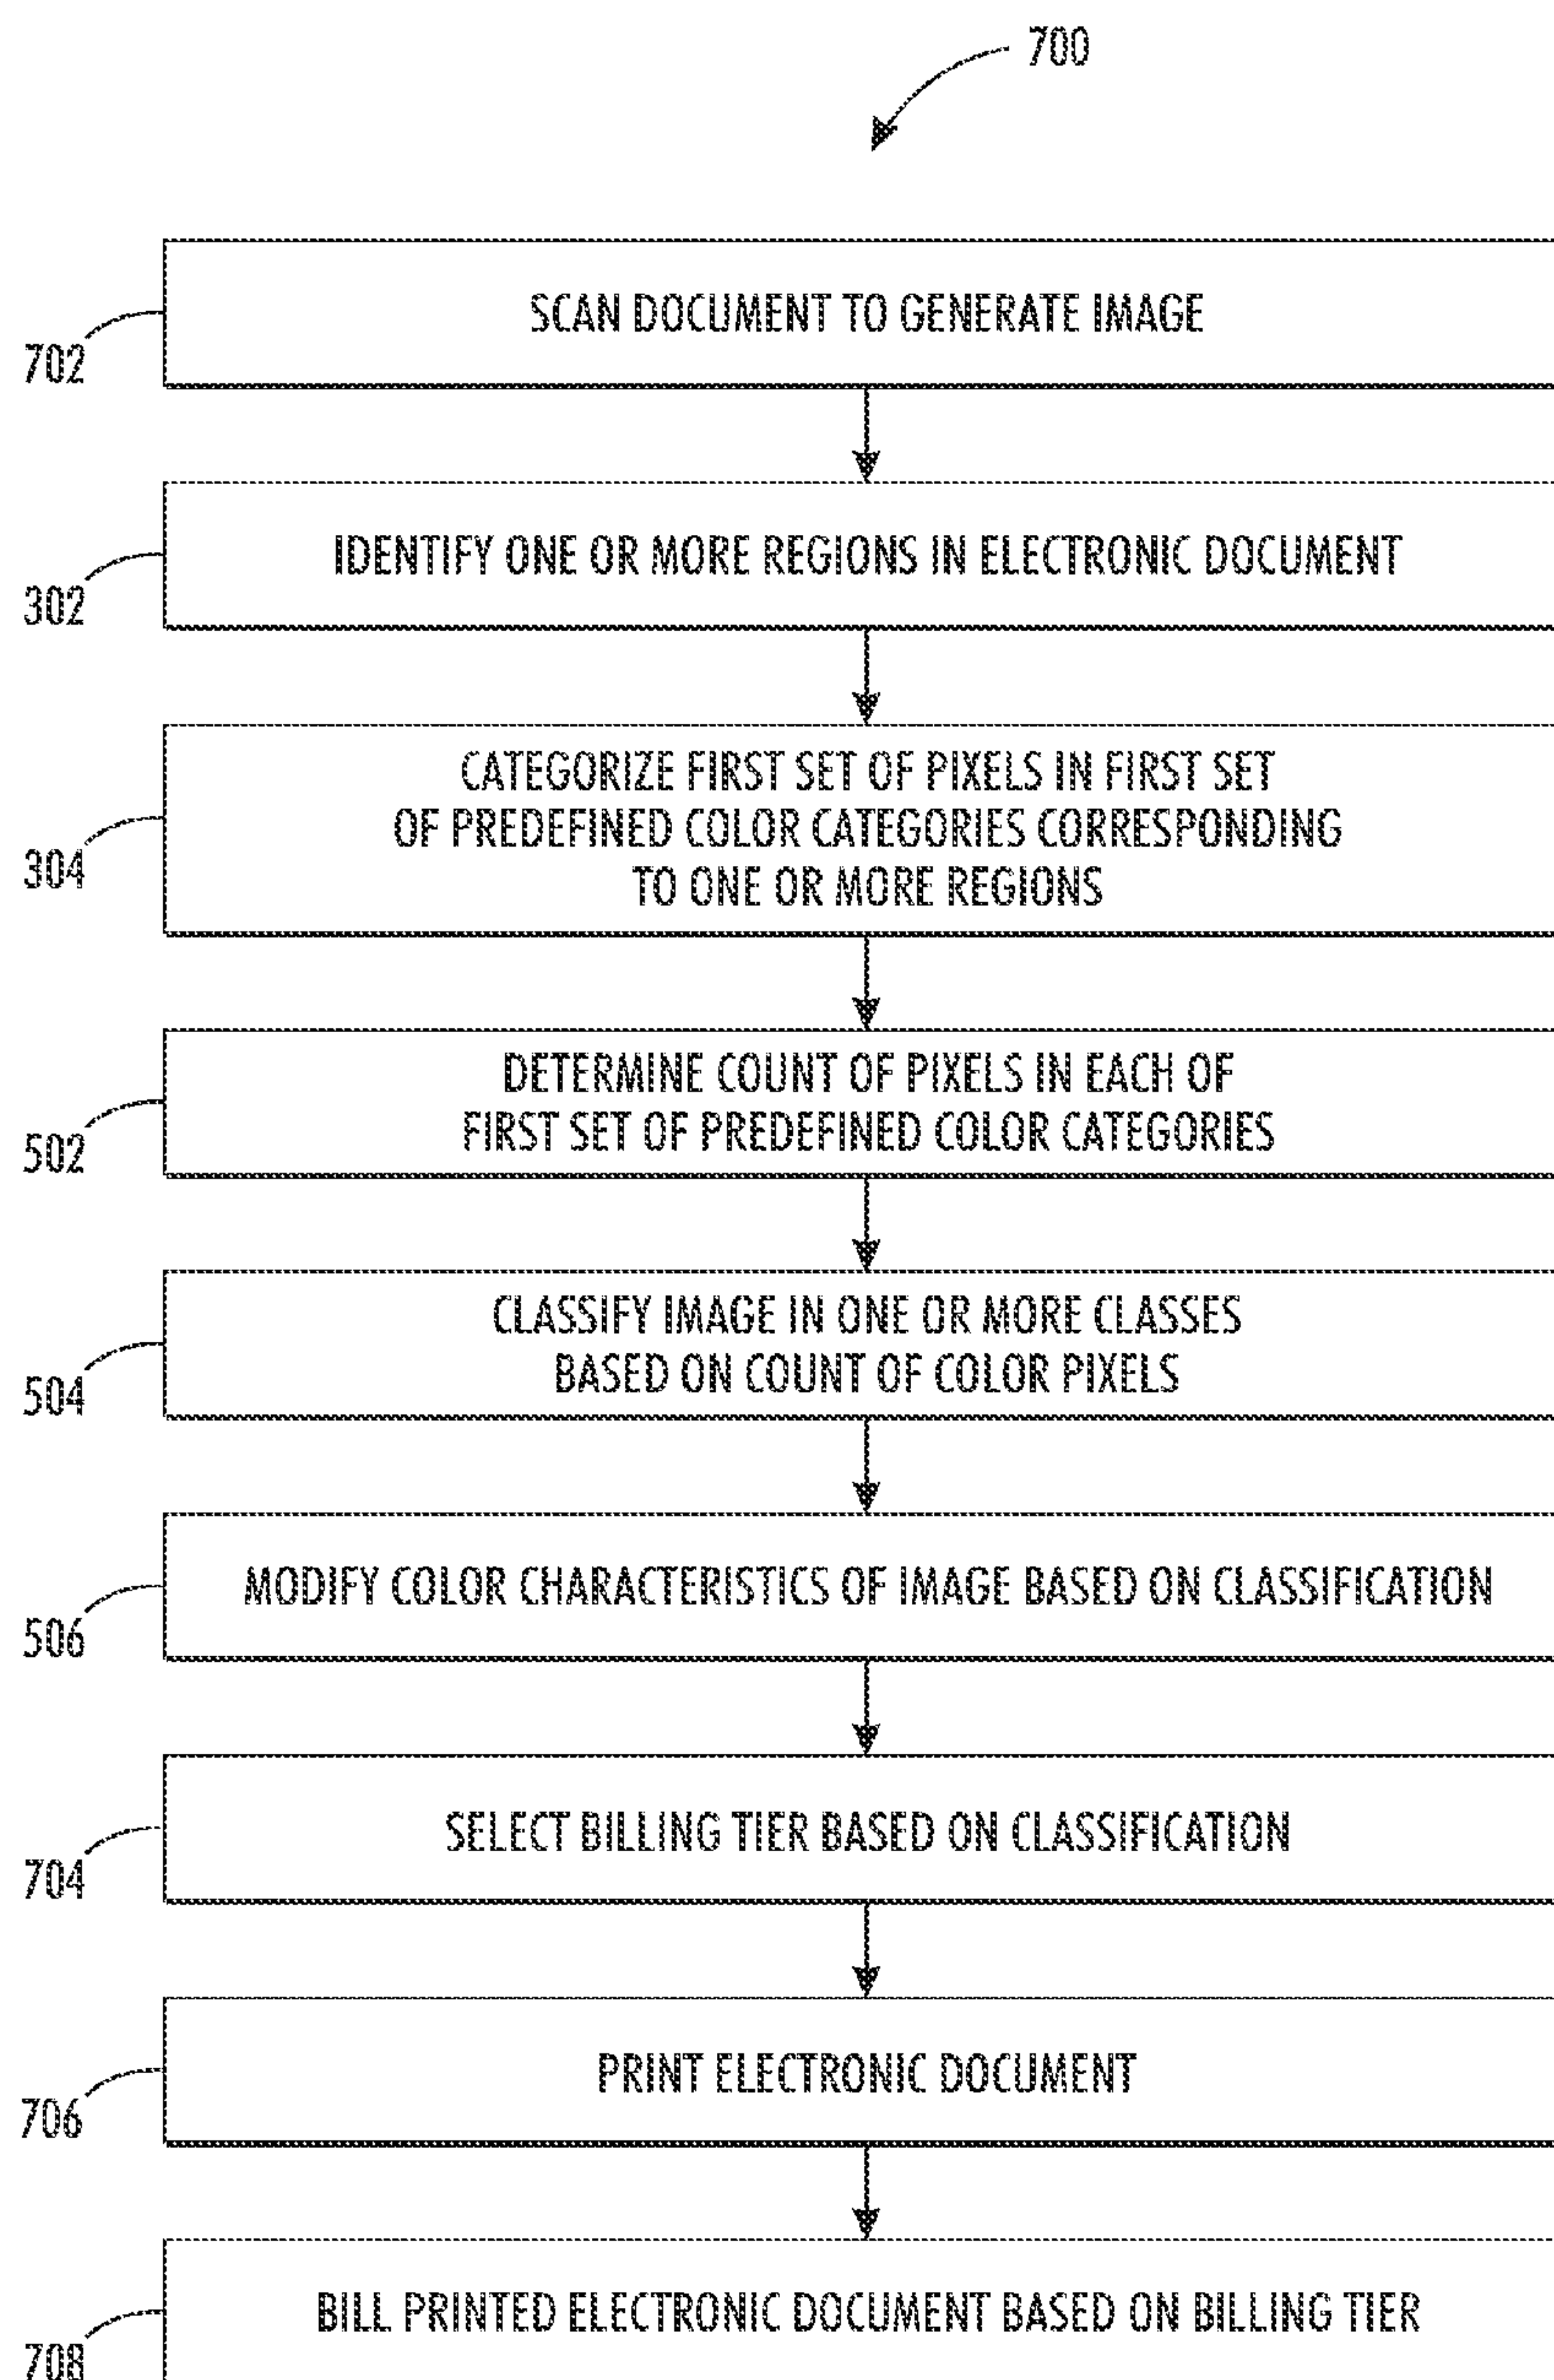 700
SCAN DOCUMENT TO GENERATE IMAGE
702
IDENTIFY ONE OR MORE REGIONS IN ELECTRONIC DOCUMENT
302
CATEGORIZE FIRST SET OF PIXELS IN FIRST SET
OF PREDEFINED COLOR CATEGORIES CORRESPONDING
TO ONE OR MORE REGIONS
304
DETERMINE COUNT OF PIXELS IN EACH OF
FIRST SET OF PREDEFINED COLOR CATEGORIES
502
CLASSIFY IMAGE IN ONE OR MORE CLASSES
BASED ON COUNT OF COLOR PIXELS
504
MODIFY COLOR CHARACTERISTICS OF IMAGE BASED ON CLASSIFICATION
506
SELECT BILLING TIER BASED ON CLASSIFICATION
704
PRINT ELECTRONIC DOCUMENT
706
BILL PRINTED ELECTRONIC DOCUMENT BASED ON BILLING TIER
708